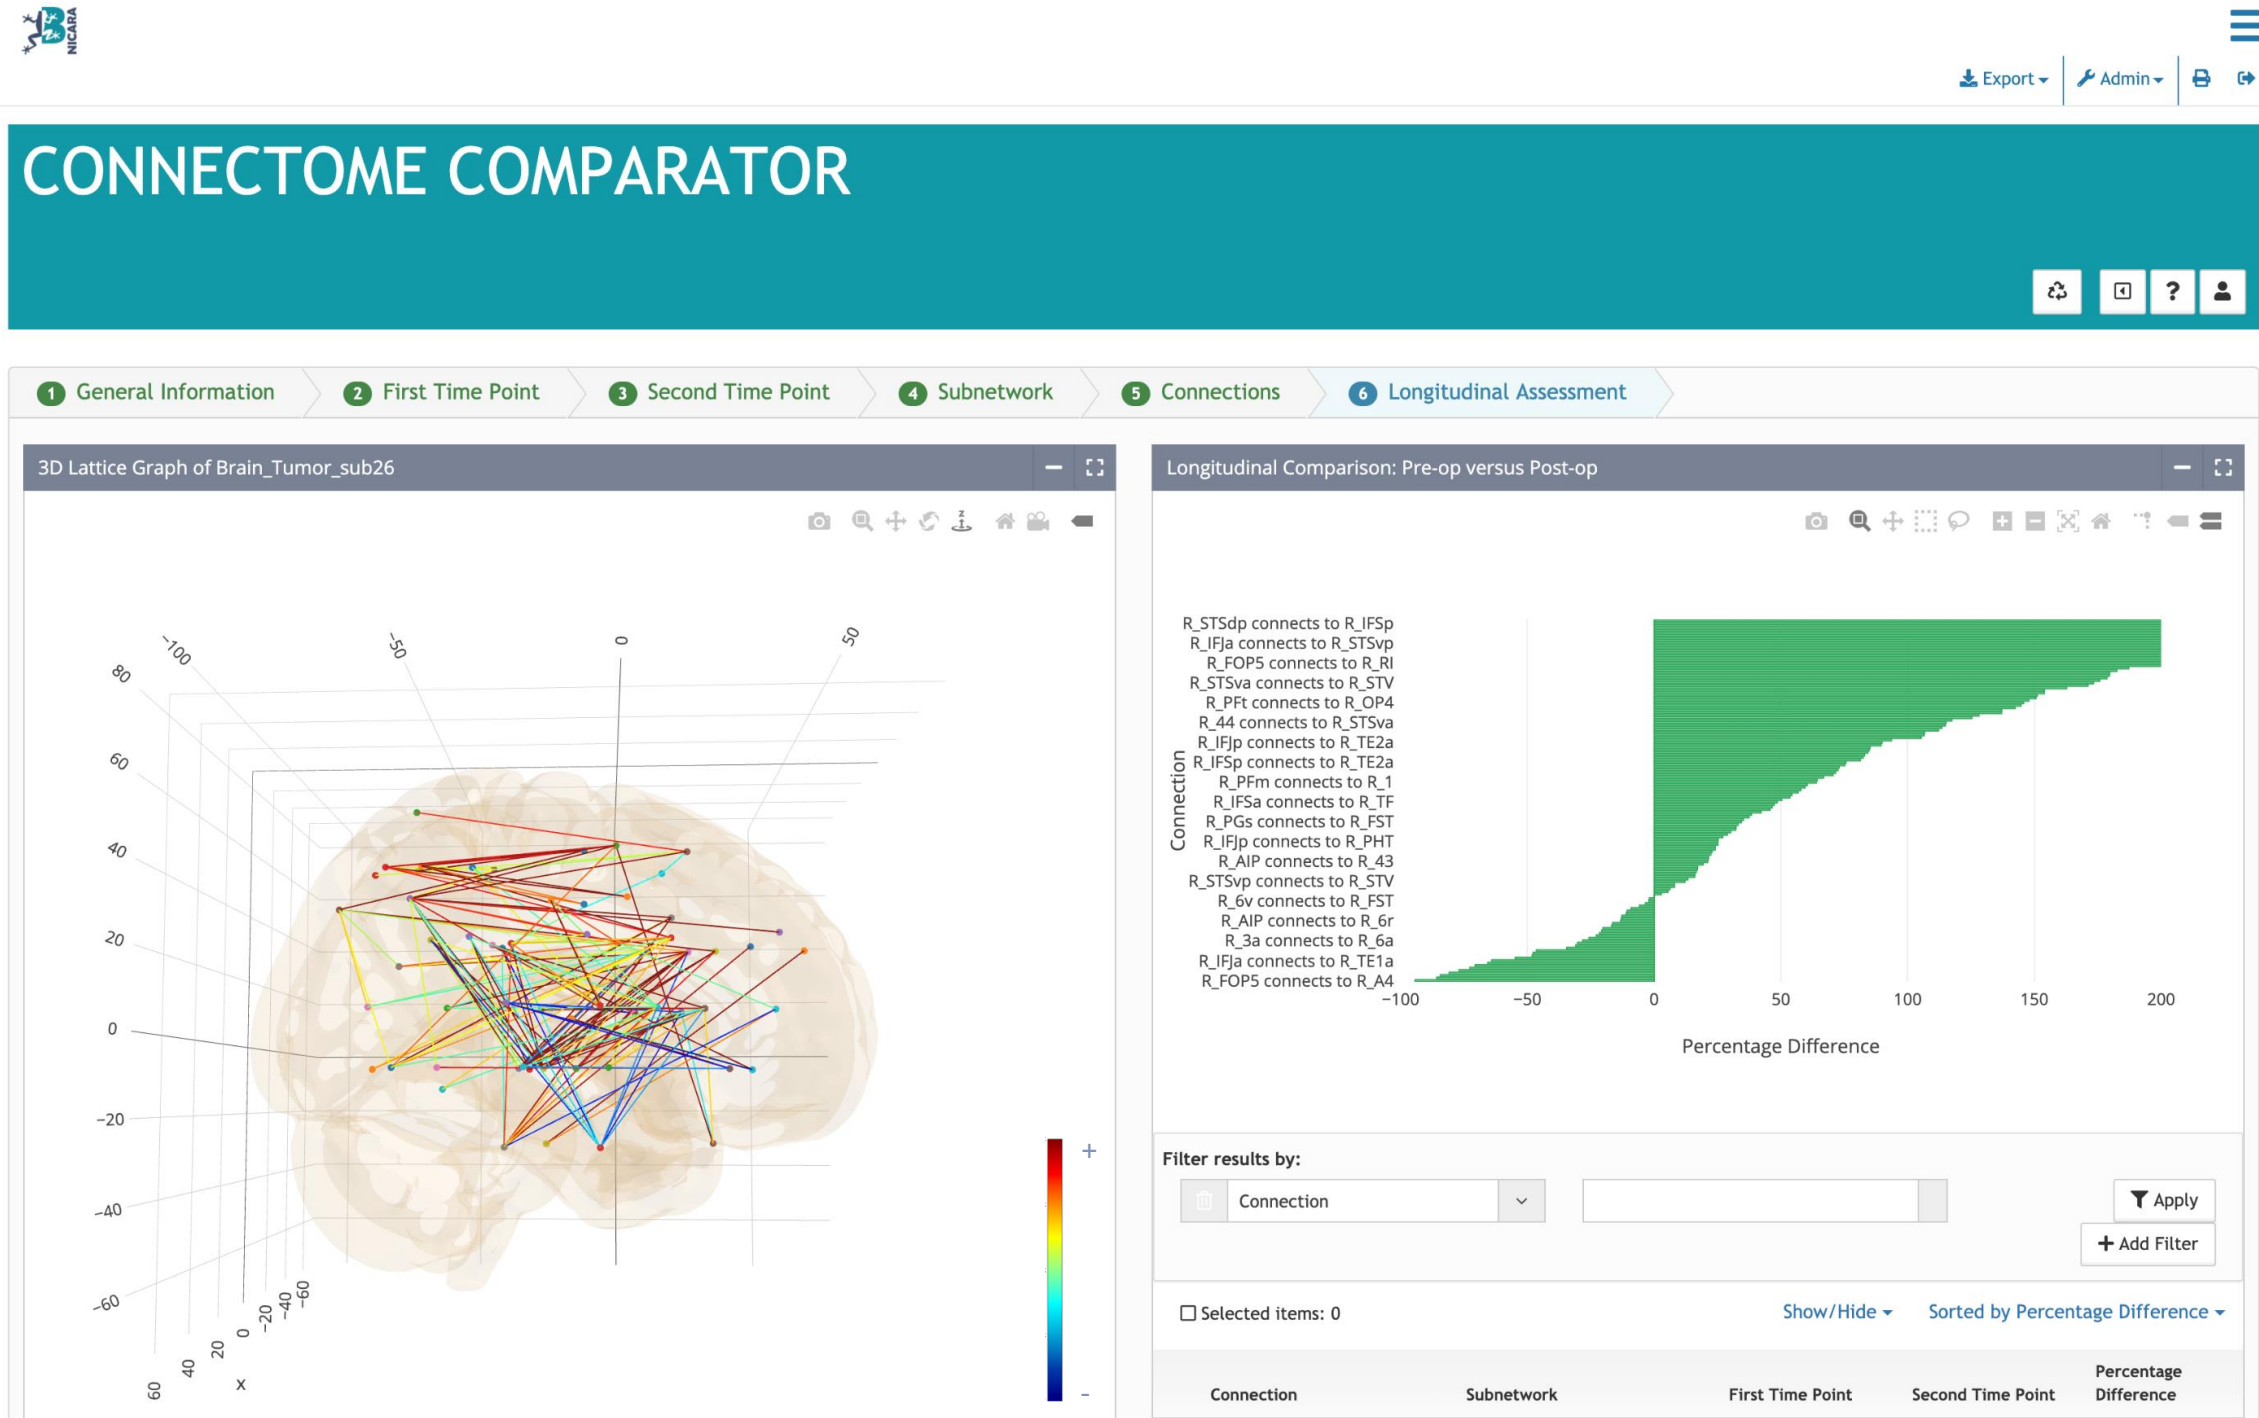 B
NICARA
Export
Admin
CONNECTOME COMPARATOR
?
1 General Information
2 First Time Point
3 Second Time Point
4 Subnetwork
5 Connections
6 Longitudinal Assessment
3D Lattice Graph of Brain_Tumor_sub26
z
−100
−50
0
50
80
60
40
20
0
−20
−40
−60
60
40
20
0
−20
−40
−60
x
+
-
Longitudinal Comparison: Pre-op versus Post-op
Connection
R_STSdp connects to R_IFSp
R_IFJa connects to R_STSvp
R_FOP5 connects to R_RI
R_STSva connects to R_STV
R_PFt connects to R_OP4
R_44 connects to R_STSva
R_IFJp connects to R_TE2a
R_IFSp connects to R_TE2a
R_PFm connects to R_1
R_IFSa connects to R_TF
R_PGs connects to R_FST
R_IFJp connects to R_PHT
R_AIP connects to R_43
R_STSvp connects to R_STV
R_6v connects to R_FST
R_AIP connects to R_6r
R_3a connects to R_6a
R_IFJa connects to R_TE1a
R_FOP5 connects to R_A4
−100 −50 0 50 100 150 200
Percentage Difference
Filter results by:
Connection
Apply
+ Add Filter
Selected items: 0
Show/Hide
Sorted by Percentage Difference
Connection
Subnetwork
First Time Point
Second Time Point
Percentage
Difference